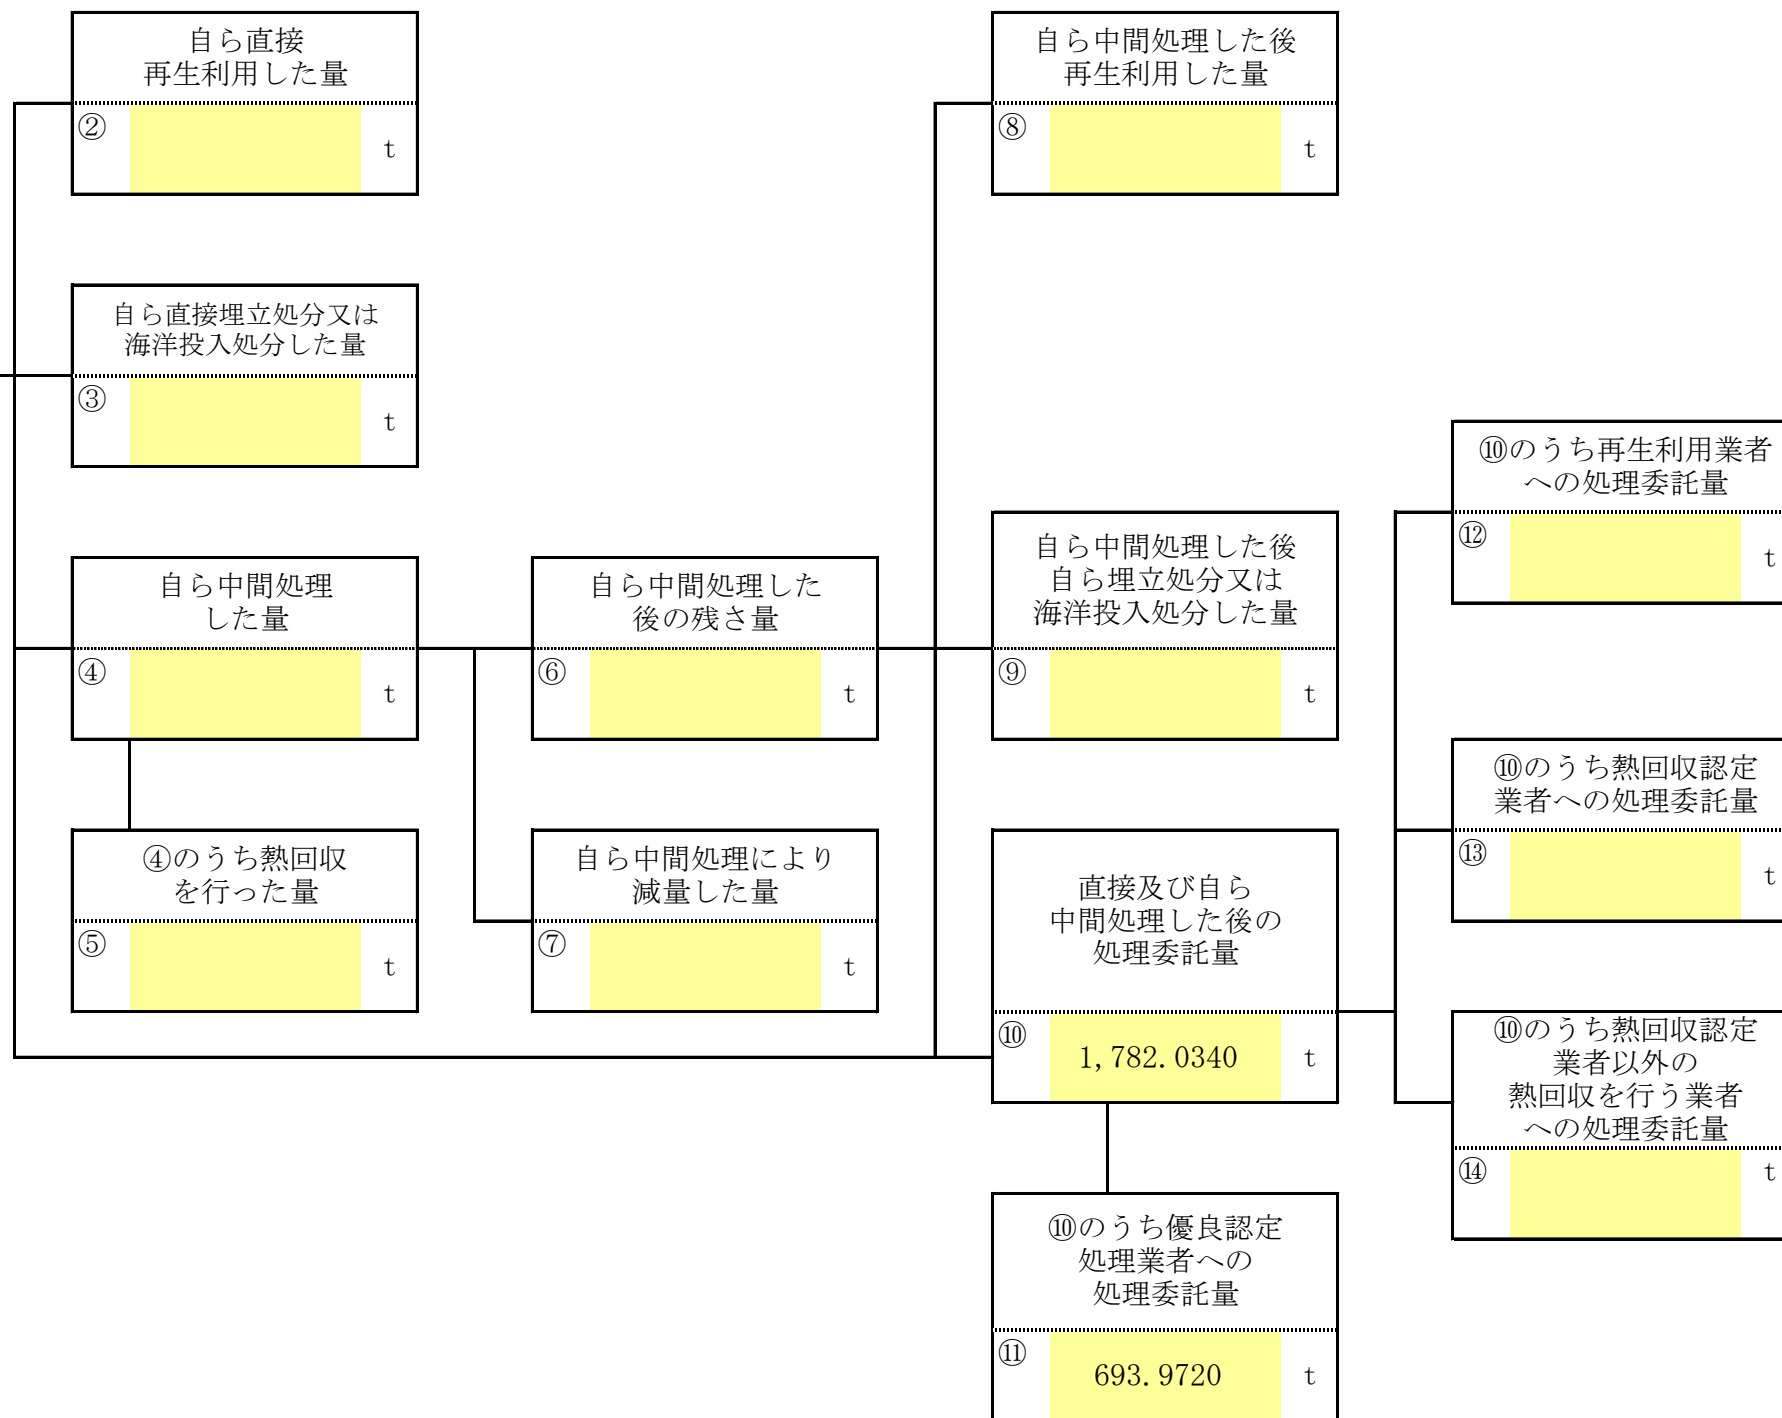 自ら直接
再生利用した量
②
t
自ら中間処理した後
再生利用した量
⑧
t
自ら直接埋立処分又は
海洋投入処分した量
③
t
⑩のうち再生利用業者
への処理委託量
⑫
t
自ら中間処理
した量
④
t
自ら中間処理した
後の残さ量
⑥
t
自ら中間処理した後
自ら埋立処分又は
海洋投入処分した量
⑨
t
⑩のうち熱回収認定
業者への処理委託量
⑬
t
④のうち熱回収
を行った量
⑤
t
自ら中間処理により
減量した量
⑦
t
直接及び自ら
中間処理した後の
処理委託量
⑩
1,782.0340
t
⑩のうち熱回収認定
業者以外の
熱回収を行う業者
への処理委託量
⑭
t
⑩のうち優良認定
処理業者への
処理委託量
⑪
693.9720
t